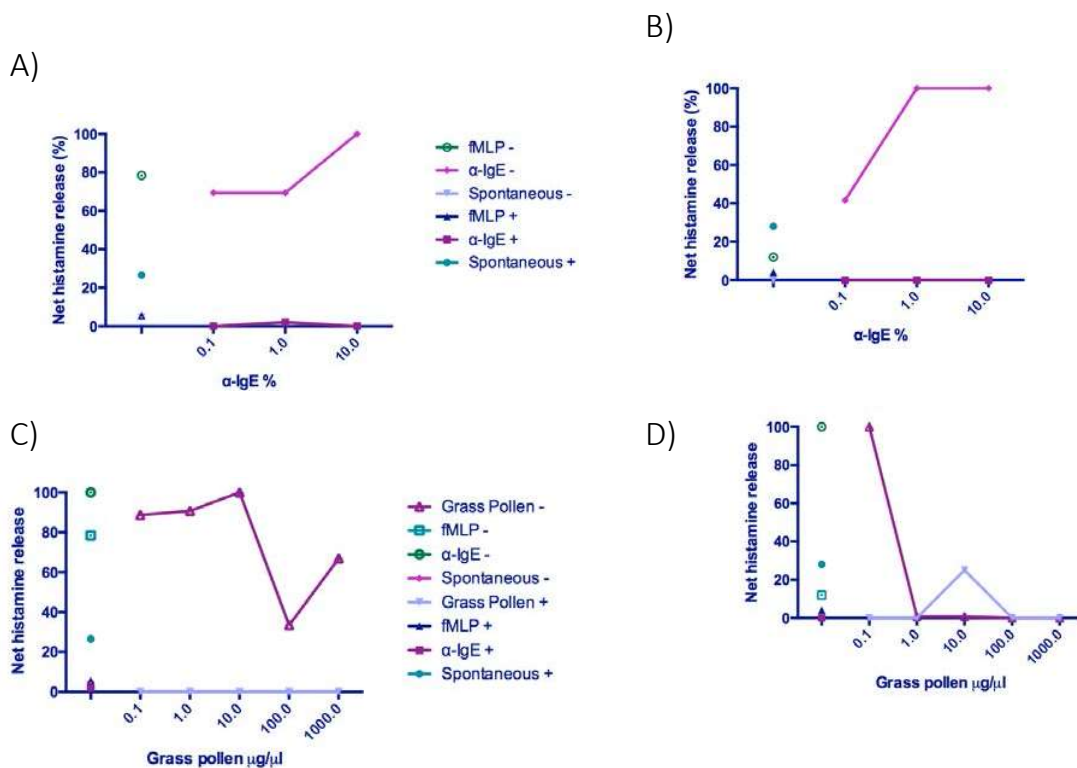 A)
Net histamine release (%)
100
80
60
40
20
0
0.1
1.0
10.0
α-IgE %
fMLP -
α-IgE -
Spontaneous -
fMLP +
α-IgE +
Spontaneous +
B)
Net histamine release (%)
100
80
60
40
20
0
0.1
1.0
10.0
α-IgE %
C)
Net histamine release
100
80
60
40
20
0
0.1
1.0
10.0
100.0
1000.0
Grass pollen µg/µl
Grass Pollen -
fMLP -
α-IgE -
Spontaneous -
Grass Pollen +
fMLP +
α-IgE +
Spontaneous +
D)
Net histamine release
100
80
60
40
20
0
0.1
1.0
10.0
100.0
1000.0
Grass pollen µg/µl